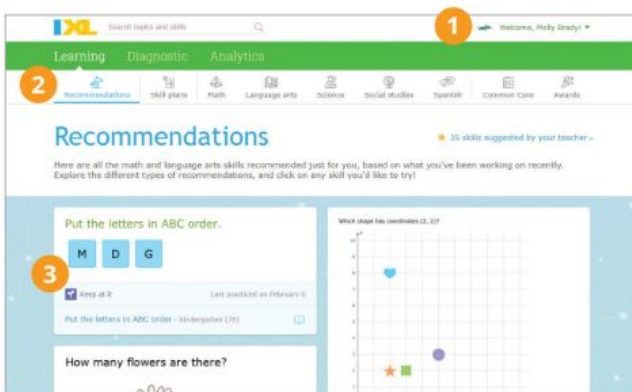 IXL
Search topics and skills
1
Welcome, Molly Brady!
Learning Diagnostic Analytics
2
Recommendations Skill plans Math Language arts Science Social studies Spanish Common Core Awards
Recommendations
35 skills suggested by your teacher
Here are all the math and language arts skills recommended just for you, based on what you've been working on recently.
Explore the different types of recommendations, and click on any skill you'd like to try!
Put the letters in ABC order.
M D G
3
Keep at it
Last practiced on February 6
Put the letters in ABC order - Kindergarten (76)
How many flowers are there?
Which shape has coordinates (2, 2)?